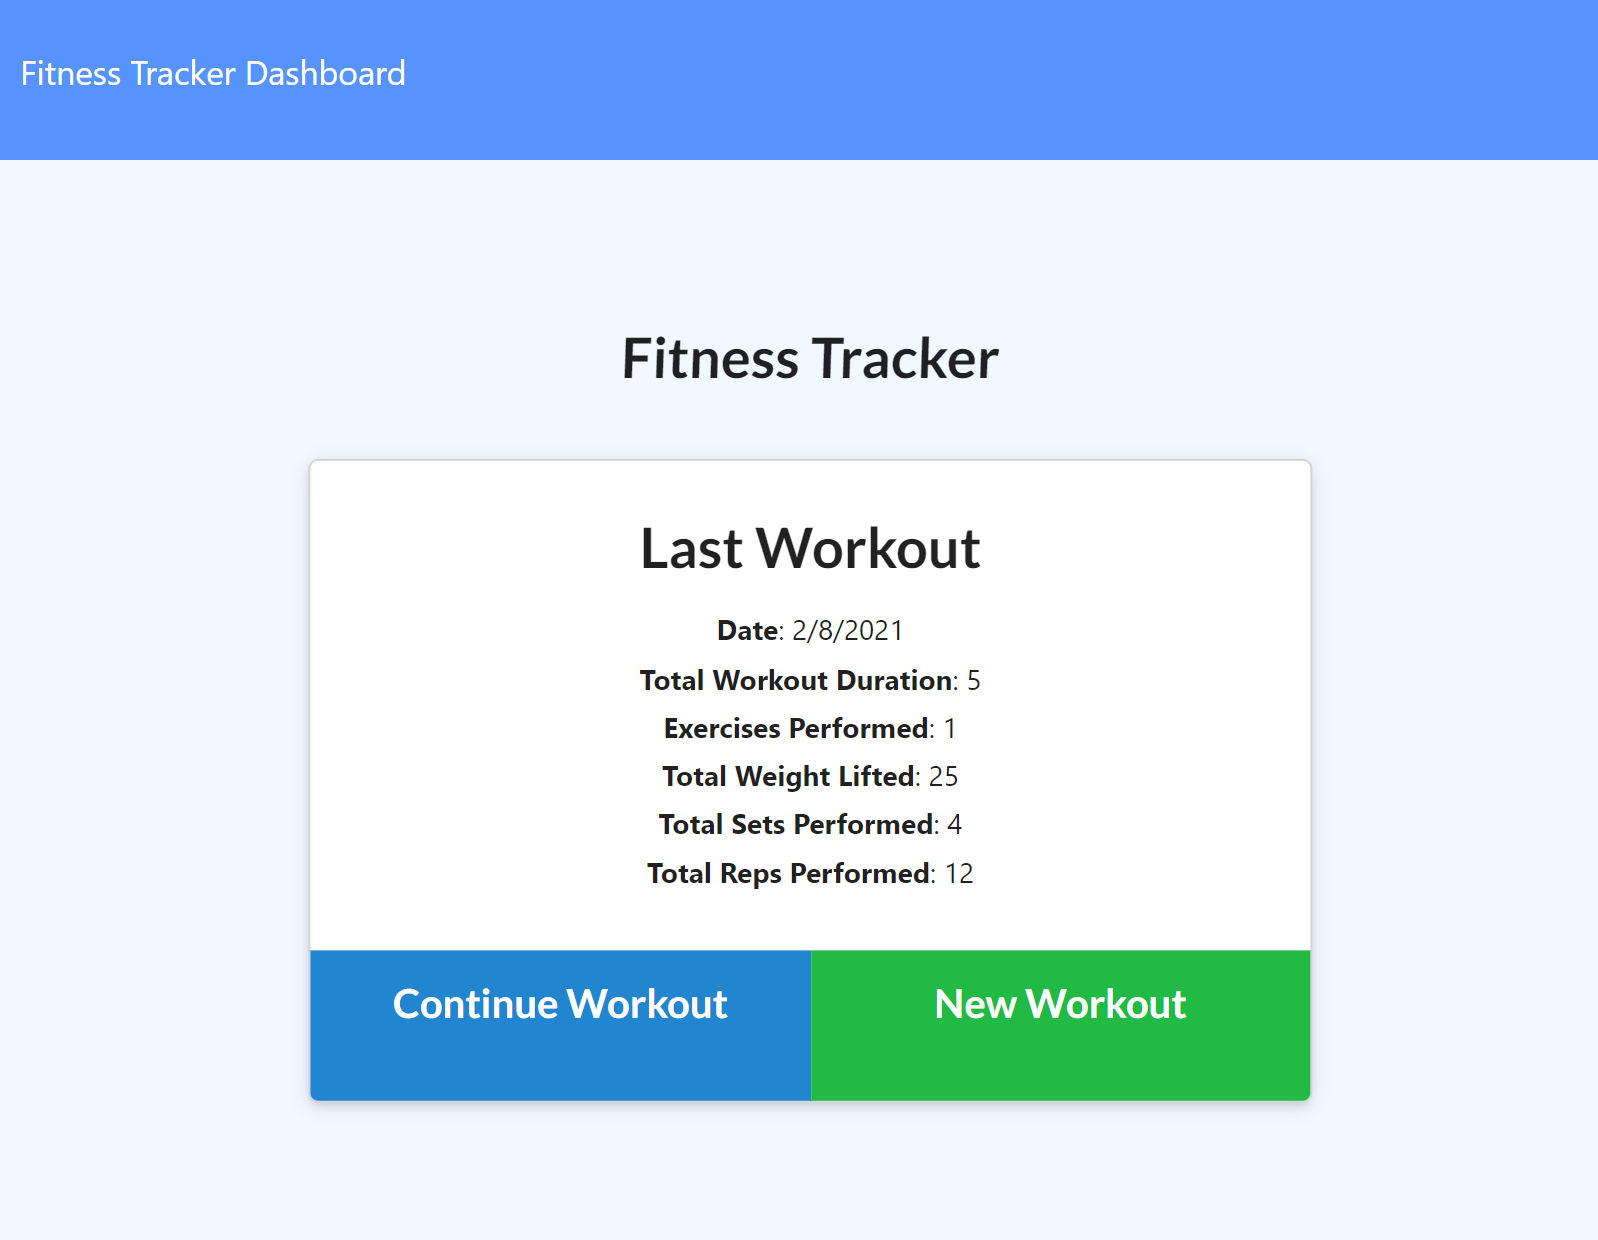 Fitness Tracker Dashboard
Fitness Tracker
Last Workout
Date: 2/8/2021
Total Workout Duration: 5
Exercises Performed: 1
Total Weight Lifted: 25
Total Sets Performed: 4
Total Reps Performed: 12
Continue Workout
New Workout